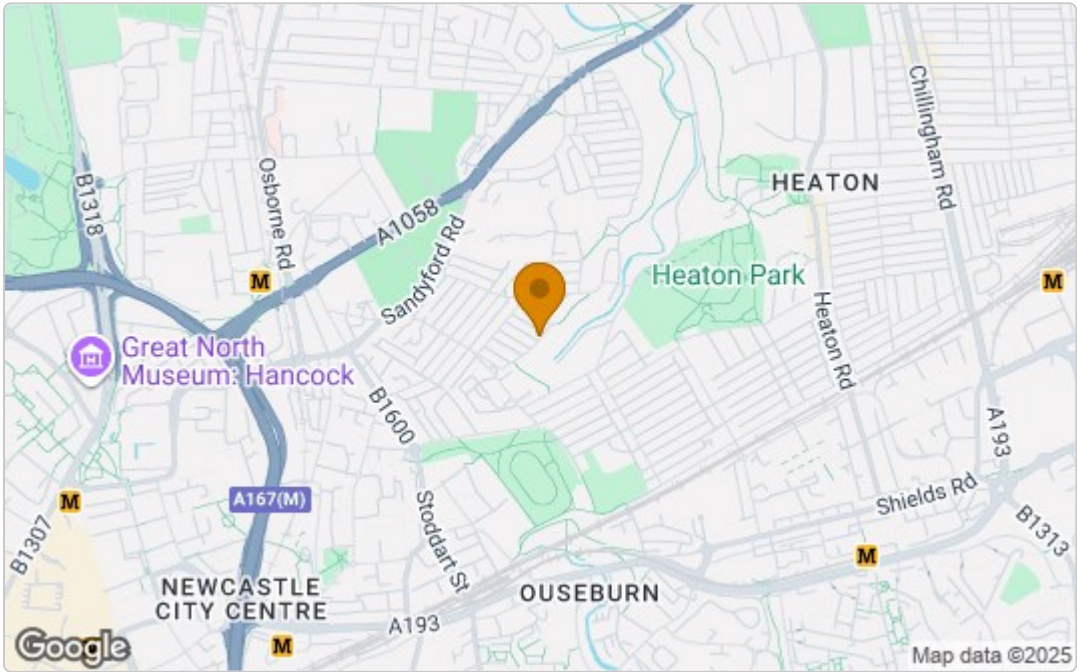 Chillingham Rd
Osborne Rd
B1318
HEATON
A1058
Sandyford Rd
M
M
Heaton Park
Heaton Rd
Great North
Museum: Hancock
B1600
A193
A167(M)
M
Shields Rd
Stoddart St
B1307
B1313
M
NEWCASTLE
CITY CENTRE
OUSEBURN
A193
M
Google
Map data ©2025